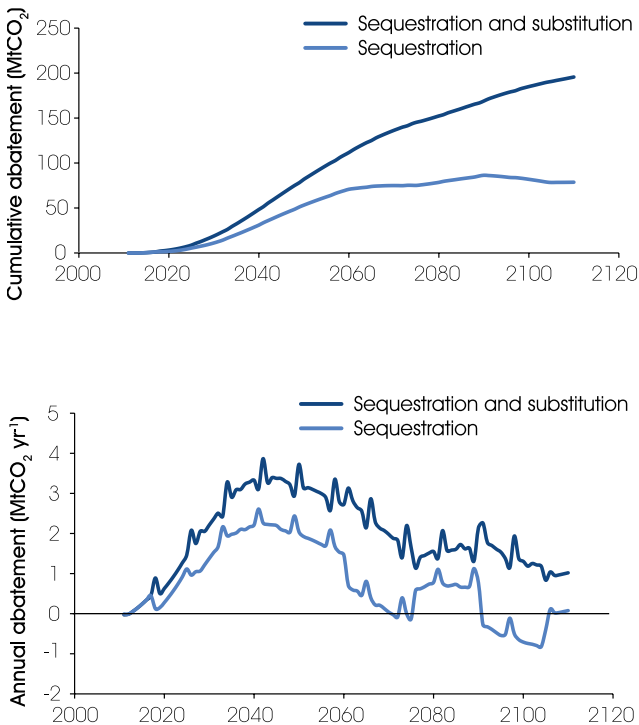 Cumulative abatement (MtCO₂)
250
200
150
100
50
0
2000 2020 2040 2060 2080 2100 2120
Sequestration and substitution
Sequestration
Annual abatement (MtCO₂ yr⁻¹)
5
4
3
2
1
0
-1
-2
2000 2020 2040 2060 2080 2100 2120
Sequestration and substitution
Sequestration